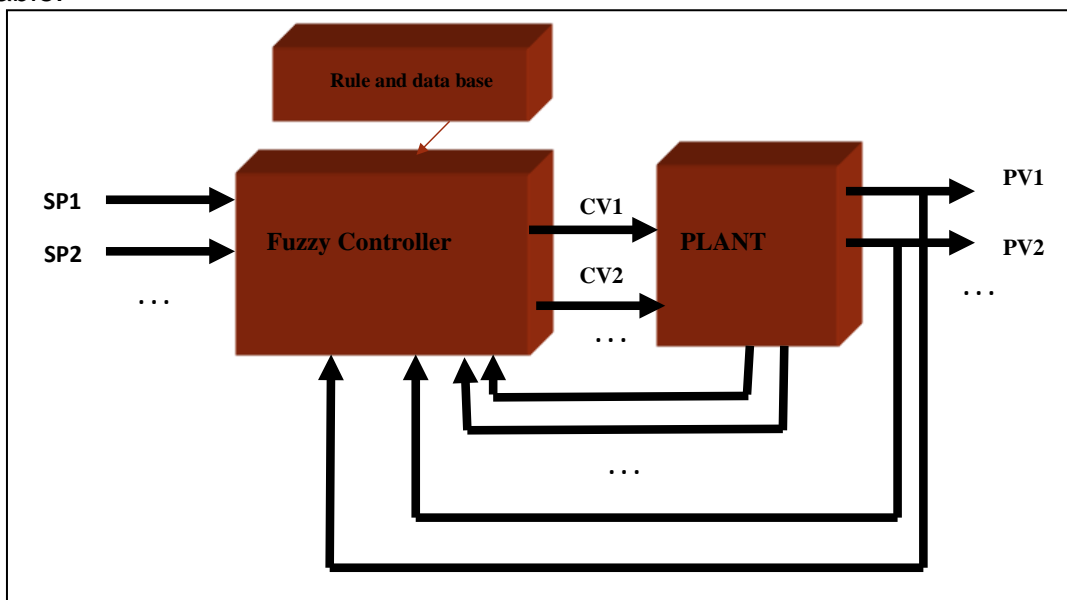 Rule and data base
SP1
SP2
. . .
Fuzzy Controller
CV1
CV2
. . .
PLANT
PV1
PV2
. . .
. . .